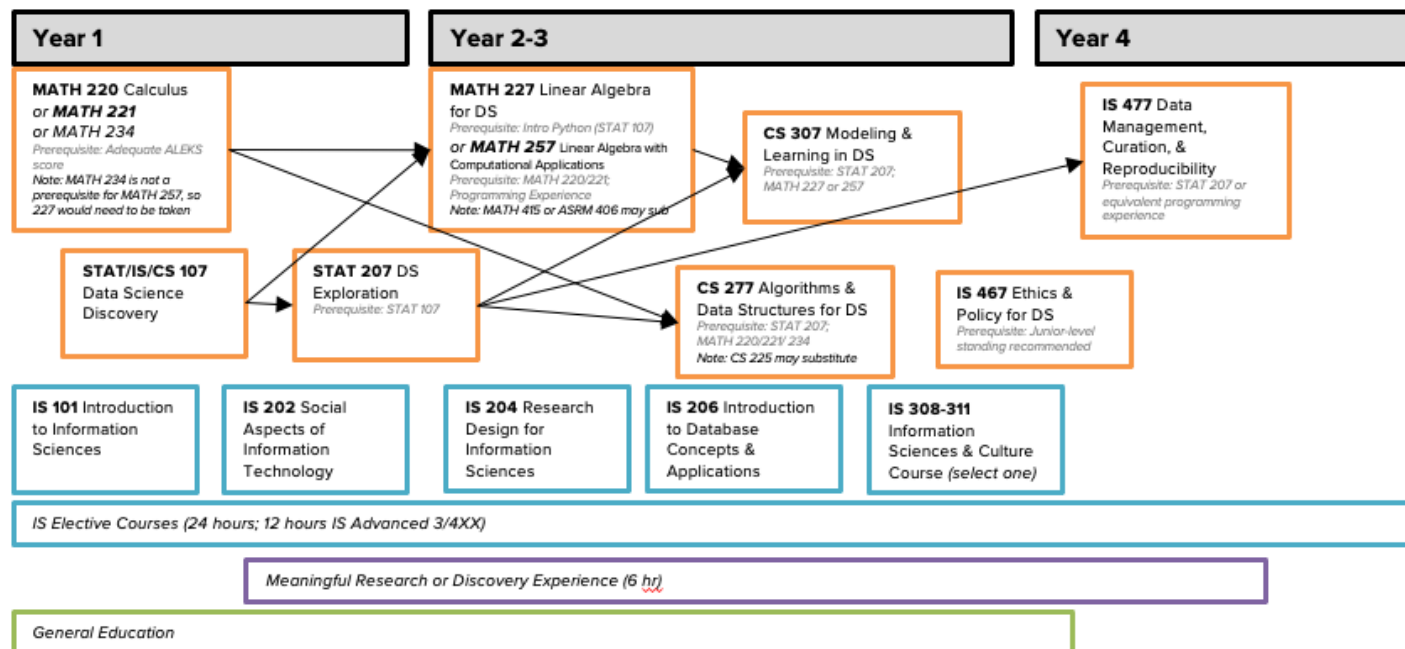 Year 1
Year 2-3
Year 4
MATH 220 Calculus
or MATH 221
or MATH 234
Prerequisite: Adequate ALEKS
score
Note: MATH 234 is not a
prerequisite for MATH 257, so
227 would need to be taken
MATH 227 Linear Algebra
for DS
Prerequisite: Intro Python (STAT 107)
or MATH 257 Linear Algebra with
Computational Applications
Prerequisite: MATH 220/221;
Programming Experience
Note: MATH 415 or ASRM 406 may sub
CS 307 Modeling &
Learning in DS
Prerequisite: STAT 207;
MATH 227 or 257
IS 477 Data
Management,
Curation, &
Reproducibility
Prerequisite: STAT 207 or
equivalent programming
experience
STAT/IS/CS 107
Data Science
Discovery
STAT 207 DS
Exploration
Prerequisite: STAT 107
CS 277 Algorithms &
Data Structures for DS
Prerequisite: STAT 207;
MATH 220/221/ 234
Note: CS 225 may substitute
IS 467 Ethics &
Policy for DS
Prerequisite: Junior-level
standing recommended
IS 101 Introduction
to Information
Sciences
IS 202 Social
Aspects of
Information
Technology
IS 204 Research
Design for
Information
Sciences
IS 206 Introduction
to Database
Concepts &
Applications
IS 308-311
Information
Sciences & Culture
Course (select one)
IS Elective Courses (24 hours; 12 hours IS Advanced 3/4XX)
Meaningful Research or Discovery Experience (6 hr)
General Education